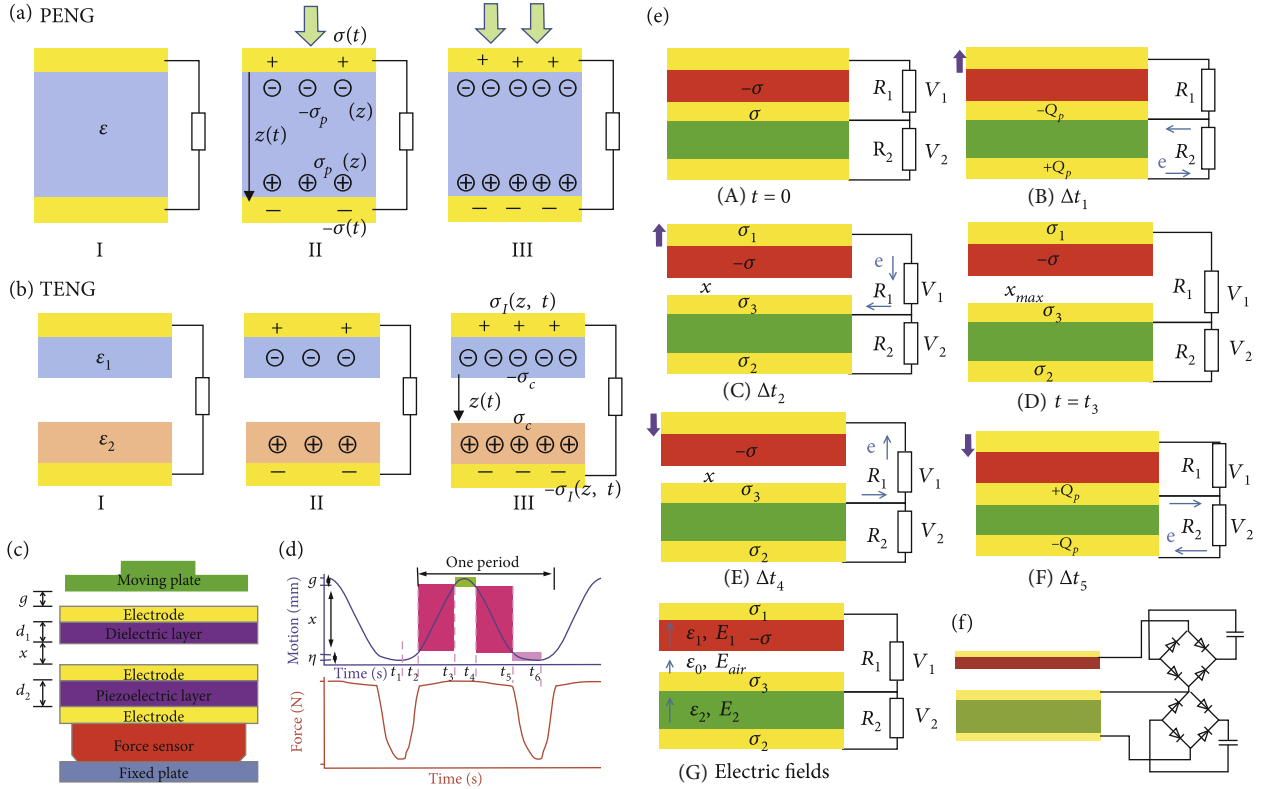 (a) PENG
σ(t)
+ +
−σp (z)
ε
z(t)
σp (z)
−σ(t)
I II III
(b) TENG
σI(z, t)
+ + + + +
ε1
−σc
z(t)
σc
ε2
−σI(z, t)
I II III
(c)
Moving plate
g
Electrode
d1
Dielectric layer
x
Electrode
d2
Piezoelectric layer
Electrode
Force sensor
Fixed plate
(d)
One period
Motion (mm)
g
x
η
Time (s) t1 t2 t3 t4 t5 t6
Force (N)
Time (s)
(e)
−σ
σ
R1 V1
R2 V2
(A) t = 0
−Qp
+Qp
R1 V1
R2 V2
e
(B) Δt1
σ1
−σ
x
σ3
σ2
e
R1 V1
R2 V2
(C) Δt2
σ1
−σ
xmax
σ3
σ2
R1 V1
R2 V2
(D) t = t3
−σ
x
σ3
σ2
e
R1 V1
R2 V2
(E) Δt4
+Qp
−Qp
R1 V1
R2 V2
e
(F) Δt5
σ1
ε1, E1 −σ
ε0, Eair
σ3
ε2, E2
σ2
R1 V1
R2 V2
(G) Electric fields
(f)